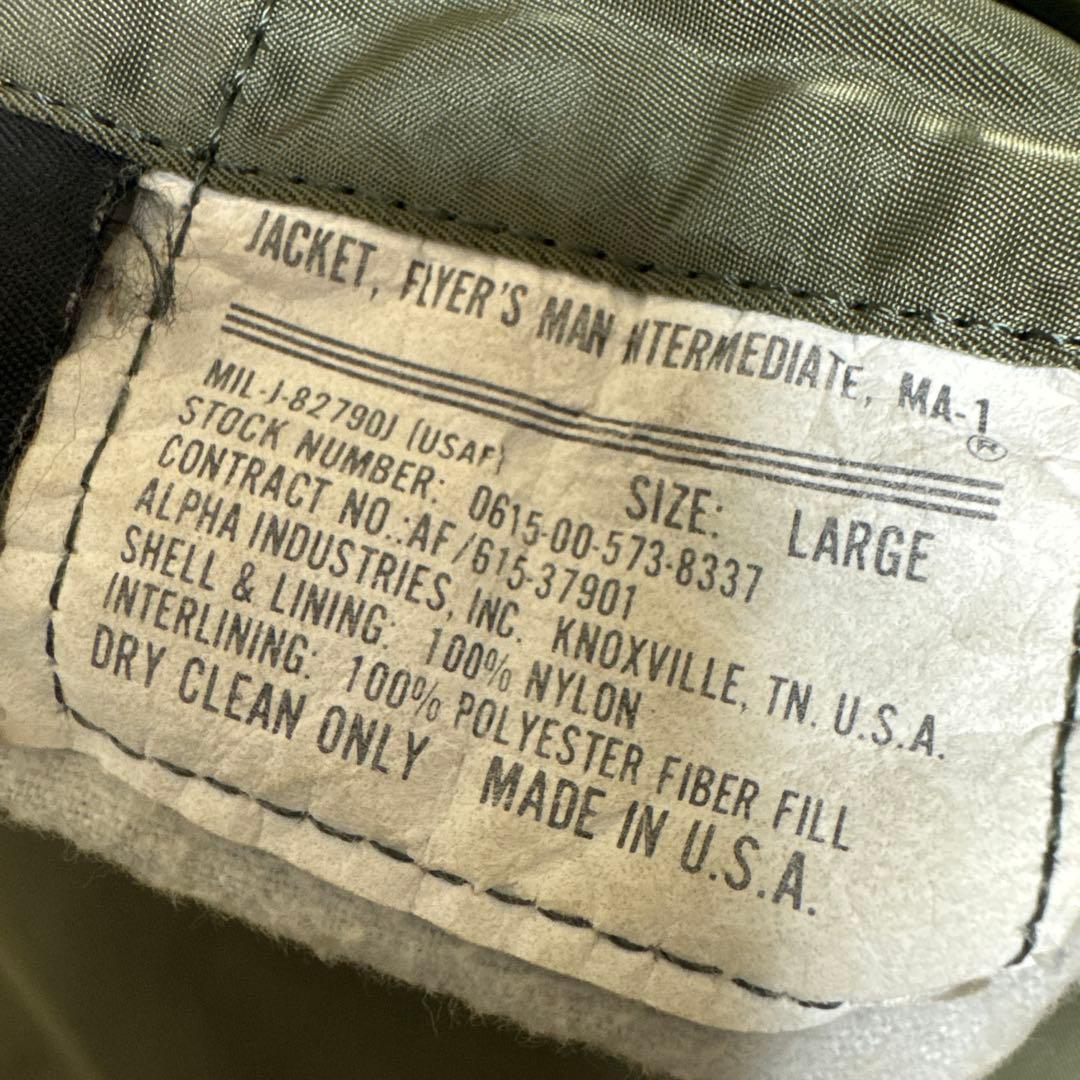 JACKET, FLYER'S MAN NTERMEDIATE, MA-1
®
MIL-J-82790J (USAF)
SIZE: LARGE
STOCK NUMBER: 0615-00-573-8337
CONTRACT NO.:AF/615-37901
ALPHA INDUSTRIES, INC. KNOXVILLE, TN. U.S.A.
SHELL & LINING: 100% NYLON
INTERLINING: 100% POLYESTER FIBER FILL
DRY CLEAN ONLY MADE IN U.S.A.